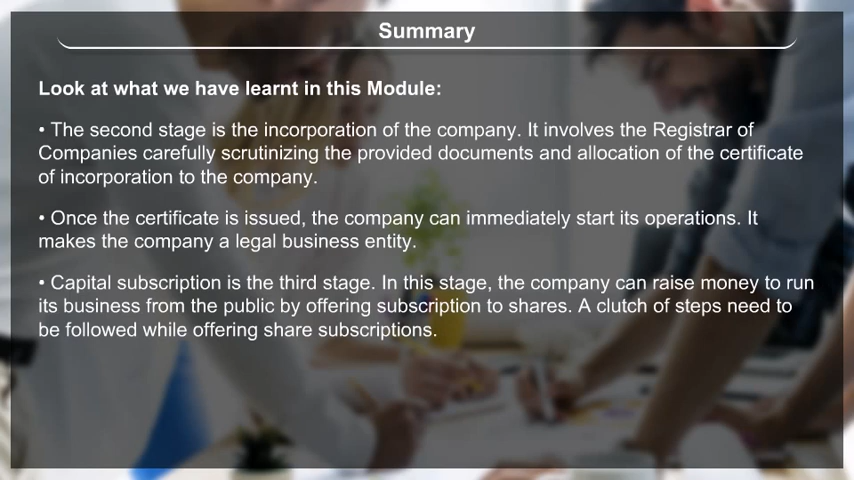 Summary
Look at what we have learnt in this Module:
• The second stage is the incorporation of the company. It involves the Registrar of
Companies carefully scrutinizing the provided documents and allocation of the certificate
of incorporation to the company.
• Once the certificate is issued, the company can immediately start its operations. It
makes the company a legal business entity.
• Capital subscription is the third stage. In this stage, the company can raise money to run
its business from the public by offering subscription to shares. A clutch of steps need to
be followed while offering share subscriptions.